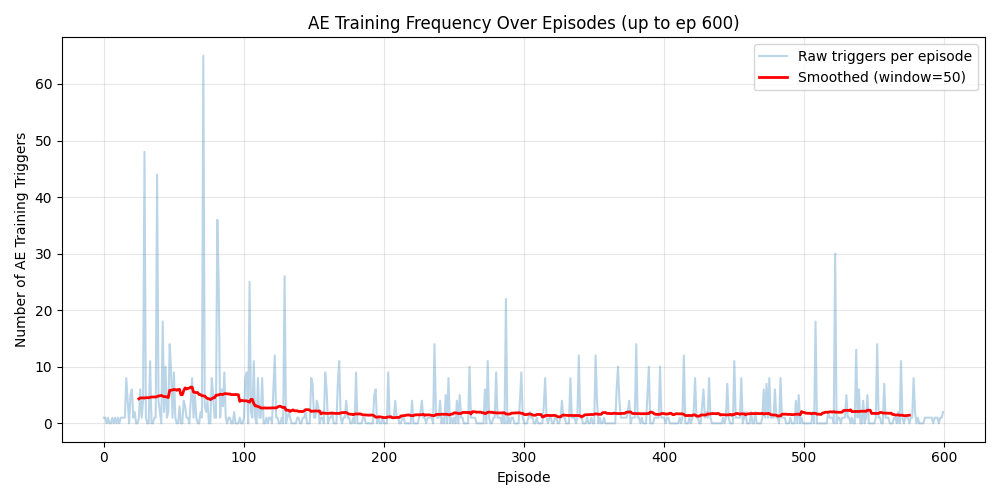 AE Training Frequency Over Episodes (up to ep 600)
Raw triggers per episode
Smoothed (window=50)
Number of AE Training Triggers
60
50
40
30
20
10
0
0 100 200 300 400 500 600
Episode